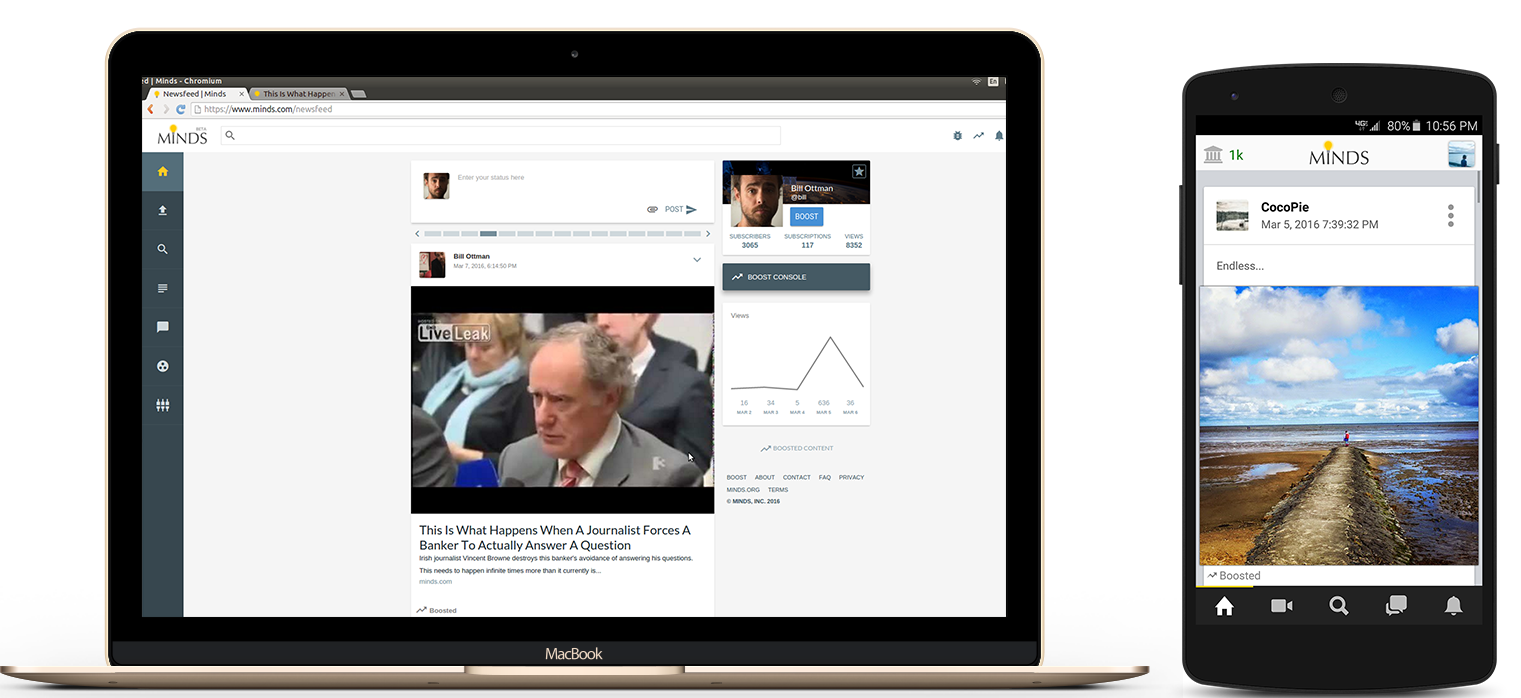 ed | Minds - Chromium
En
Newsfeed | Minds
This Is What Happen
https://www.minds.com/newsfeed
MINDS
BETA
Enter your status here
POST
Bill Ottman
Mar 7, 2016, 6:14:50 PM
LiveLeak
This Is What Happens When A Journalist Forces A
Banker To Actually Answer A Question
Irish journalist Vincent Browne destroys this banker's avoidance of answering his questions.
This needs to happen infinite times more than it currently is...
minds.com
Boosted
Bill Ottman
@bill
BOOST
SUBSCRIBERS SUBSCRIPTIONS VIEWS
3065 117 8352
BOOST CONSOLE
Views
16 34 5 636 36
MAR 2 MAR 3 MAR 4 MAR 5 MAR 6
BOOSTED CONTENT
BOOST ABOUT CONTACT FAQ PRIVACY
MINDS.ORG TERMS
© MINDS, INC. 2016
MacBook
4G 80% 10:56 PM
1k MINDS
CocoPie
Mar 5, 2016 7:39:32 PM
Endless...
Boosted